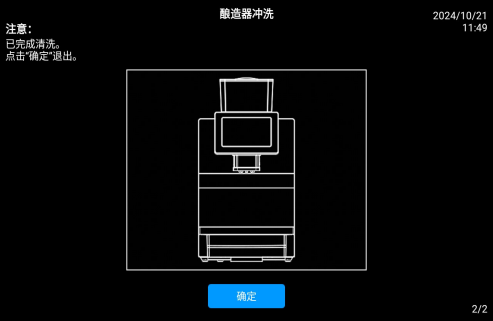 酿造器冲洗
2024/10/21
11:49
注意:
已完成清洗。
点击“确定”退出。
确定
2/2